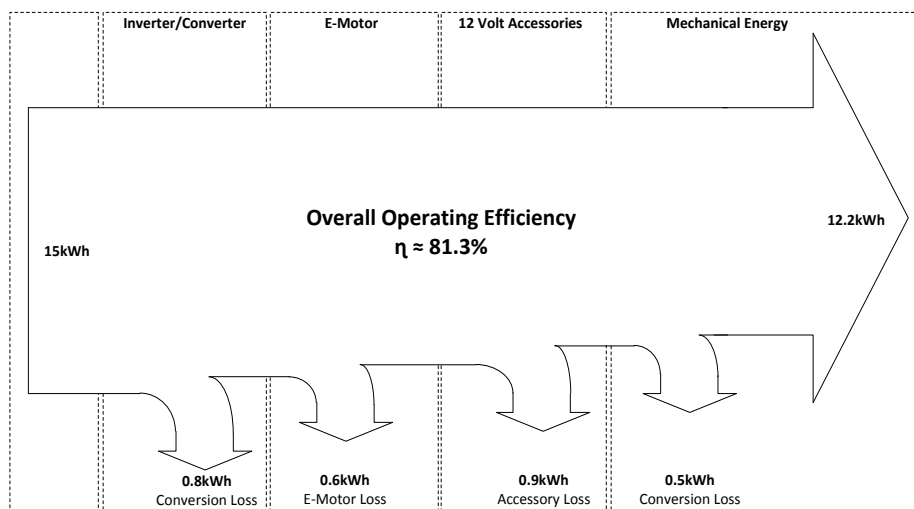 Inverter/Converter
E-Motor
12 Volt Accessories
Mechanical Energy
Overall Operating Efficiency
η ≈ 81.3%
15kWh
12.2kWh
0.8kWh
Conversion Loss
0.6kWh
E-Motor Loss
0.9kWh
Accessory Loss
0.5kWh
Conversion Loss